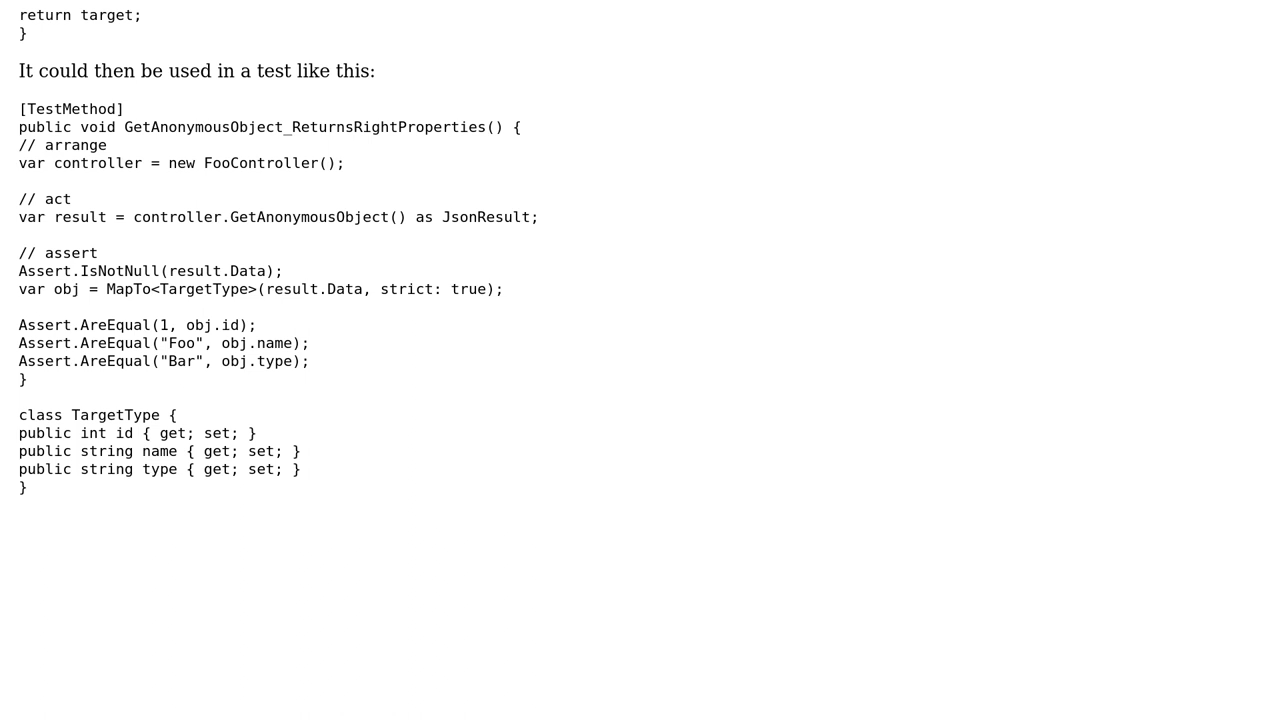 return target;
}
It could then be used in a test like this:
[TestMethod]
public void GetAnonymousObject_ReturnsRightProperties() {
// arrange
var controller = new FooController();
// act
var result = controller.GetAnonymousObject() as JsonResult;
// assert
Assert.IsNotNull(result.Data);
var obj = MapTo<TargetType>(result.Data, strict: true);
Assert.AreEqual(1, obj.id);
Assert.AreEqual("Foo", obj.name);
Assert.AreEqual("Bar", obj.type);
}
class TargetType {
public int id { get; set; }
public string name { get; set; }
public string type { get; set; }
}